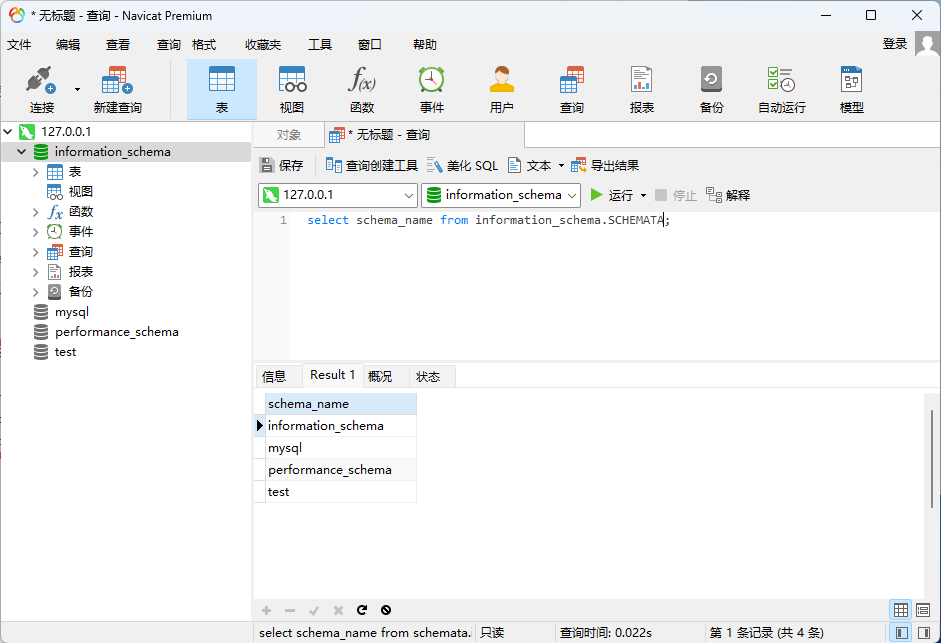 * 无标题 - 查询 - Navicat Premium
文件 编辑 查看 查询 格式 收藏夹 工具 窗口 帮助 登录
连接 新建查询 表 视图 函数 事件 用户 查询 报表 备份 自动运行 模型
127.0.0.1
information_schema
表
视图
函数
事件
查询
报表
备份
mysql
performance_schema
test
对象 * 无标题 - 查询
保存 查询创建工具 美化 SQL 文本 导出结果
127.0.0.1 information_schema 运行 停止 解释
1 select schema_name from information_schema.SCHEMATA;
信息 Result 1 概况 状态
schema_name
information_schema
mysql
performance_schema
test
select schema_name from schemata. 只读 查询时间: 0.022s 第 1 条记录 (共 4 条)